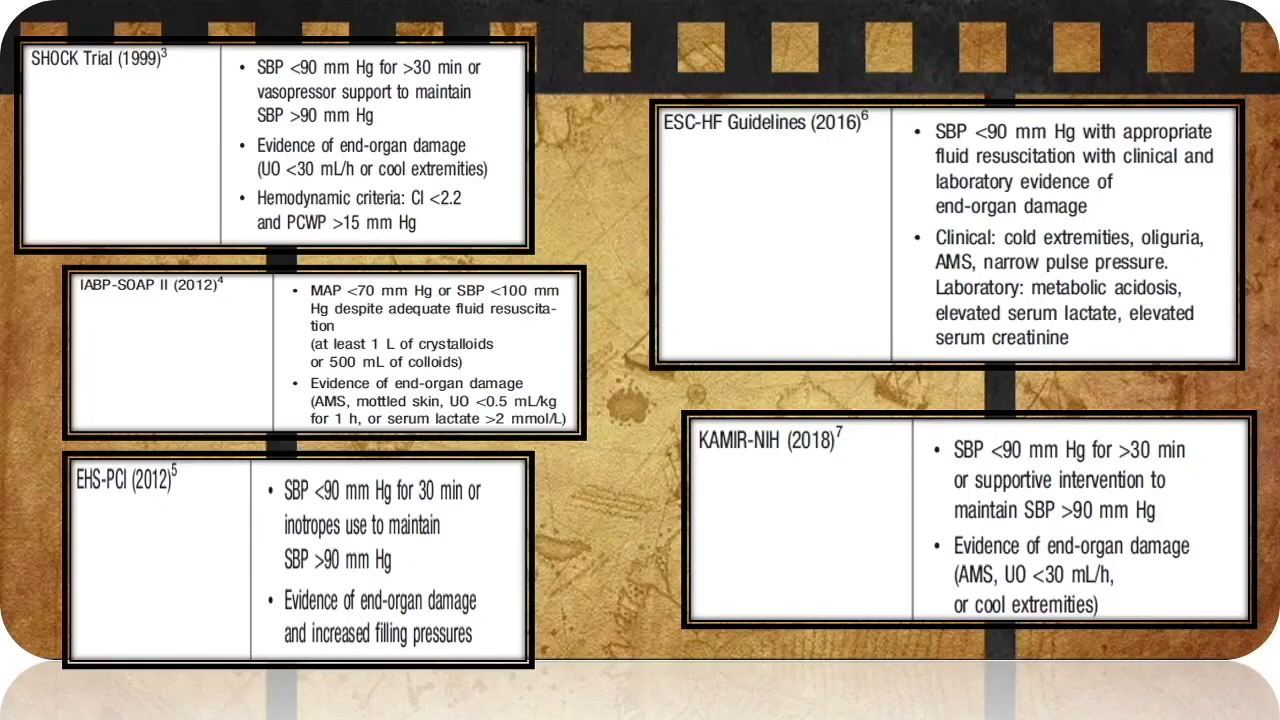 SHOCK Trial (1999)3
• SBP <90 mm Hg for >30 min or
vasopressor support to maintain
SBP >90 mm Hg
• Evidence of end-organ damage
(UO <30 mL/h or cool extremities)
• Hemodynamic criteria: CI <2.2
and PCWP >15 mm Hg
IABP-SOAP II (2012)4
• MAP <70 mm Hg or SBP <100 mm
Hg despite adequate fluid resuscita-
tion
(at least 1 L of crystalloids
or 500 mL of colloids)
• Evidence of end-organ damage
(AMS, mottled skin, UO <0.5 mL/kg
for 1 h, or serum lactate >2 mmol/L)
EHS-PCI (2012)5
• SBP <90 mm Hg for 30 min or
inotropes use to maintain
SBP >90 mm Hg
• Evidence of end-organ damage
and increased filling pressures
ESC-HF Guidelines (2016)6
• SBP <90 mm Hg with appropriate
fluid resuscitation with clinical and
laboratory evidence of
end-organ damage
• Clinical: cold extremities, oliguria,
AMS, narrow pulse pressure.
Laboratory: metabolic acidosis,
elevated serum lactate, elevated
serum creatinine
KAMIR-NIH (2018)7
• SBP <90 mm Hg for >30 min
or supportive intervention to
maintain SBP >90 mm Hg
• Evidence of end-organ damage
(AMS, UO <30 mL/h,
or cool extremities)